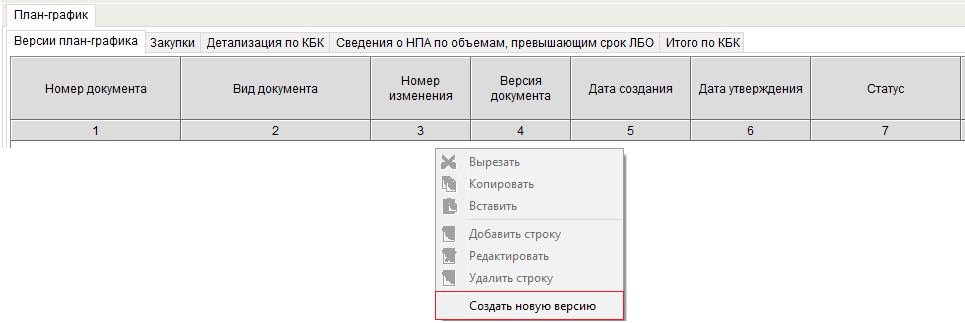 План-график
Версии план-графика Закупки Детализация по КБК Сведения о НПА по объемам, превышающим срок ЛБО Итого по КБК
Номер документа Вид документа Номер изменения Версия документа Дата создания Дата утверждения Статус
1 2 3 4 5 6 7
Вырезать
Копировать
Вставить
Добавить строку
Редактировать
Удалить строку
Создать новую версию